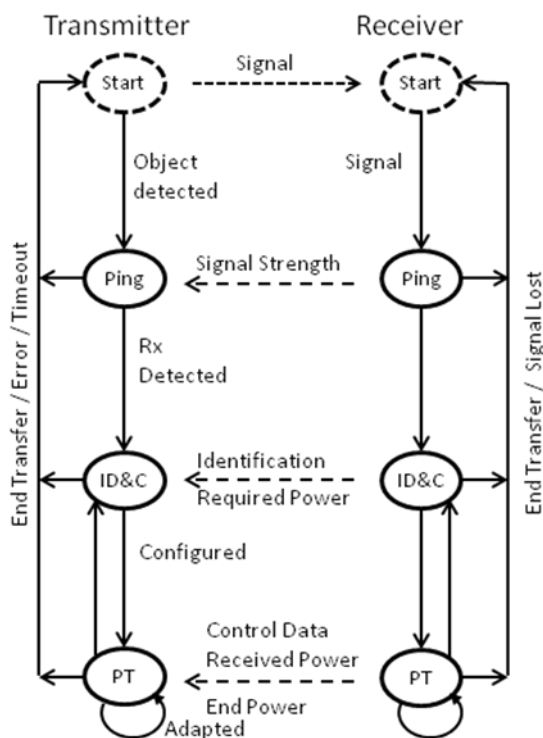 Transmitter
Receiver
Start
Signal
Start
Object
detected
Signal
Ping
Signal Strength
Ping
Rx
Detected
End Transfer / Error / Timeout
End Transfer / Signal Lost
ID&C
Identification
Required Power
ID&C
Configured
Control Data
Received Power
PT
PT
End Power
Adapted